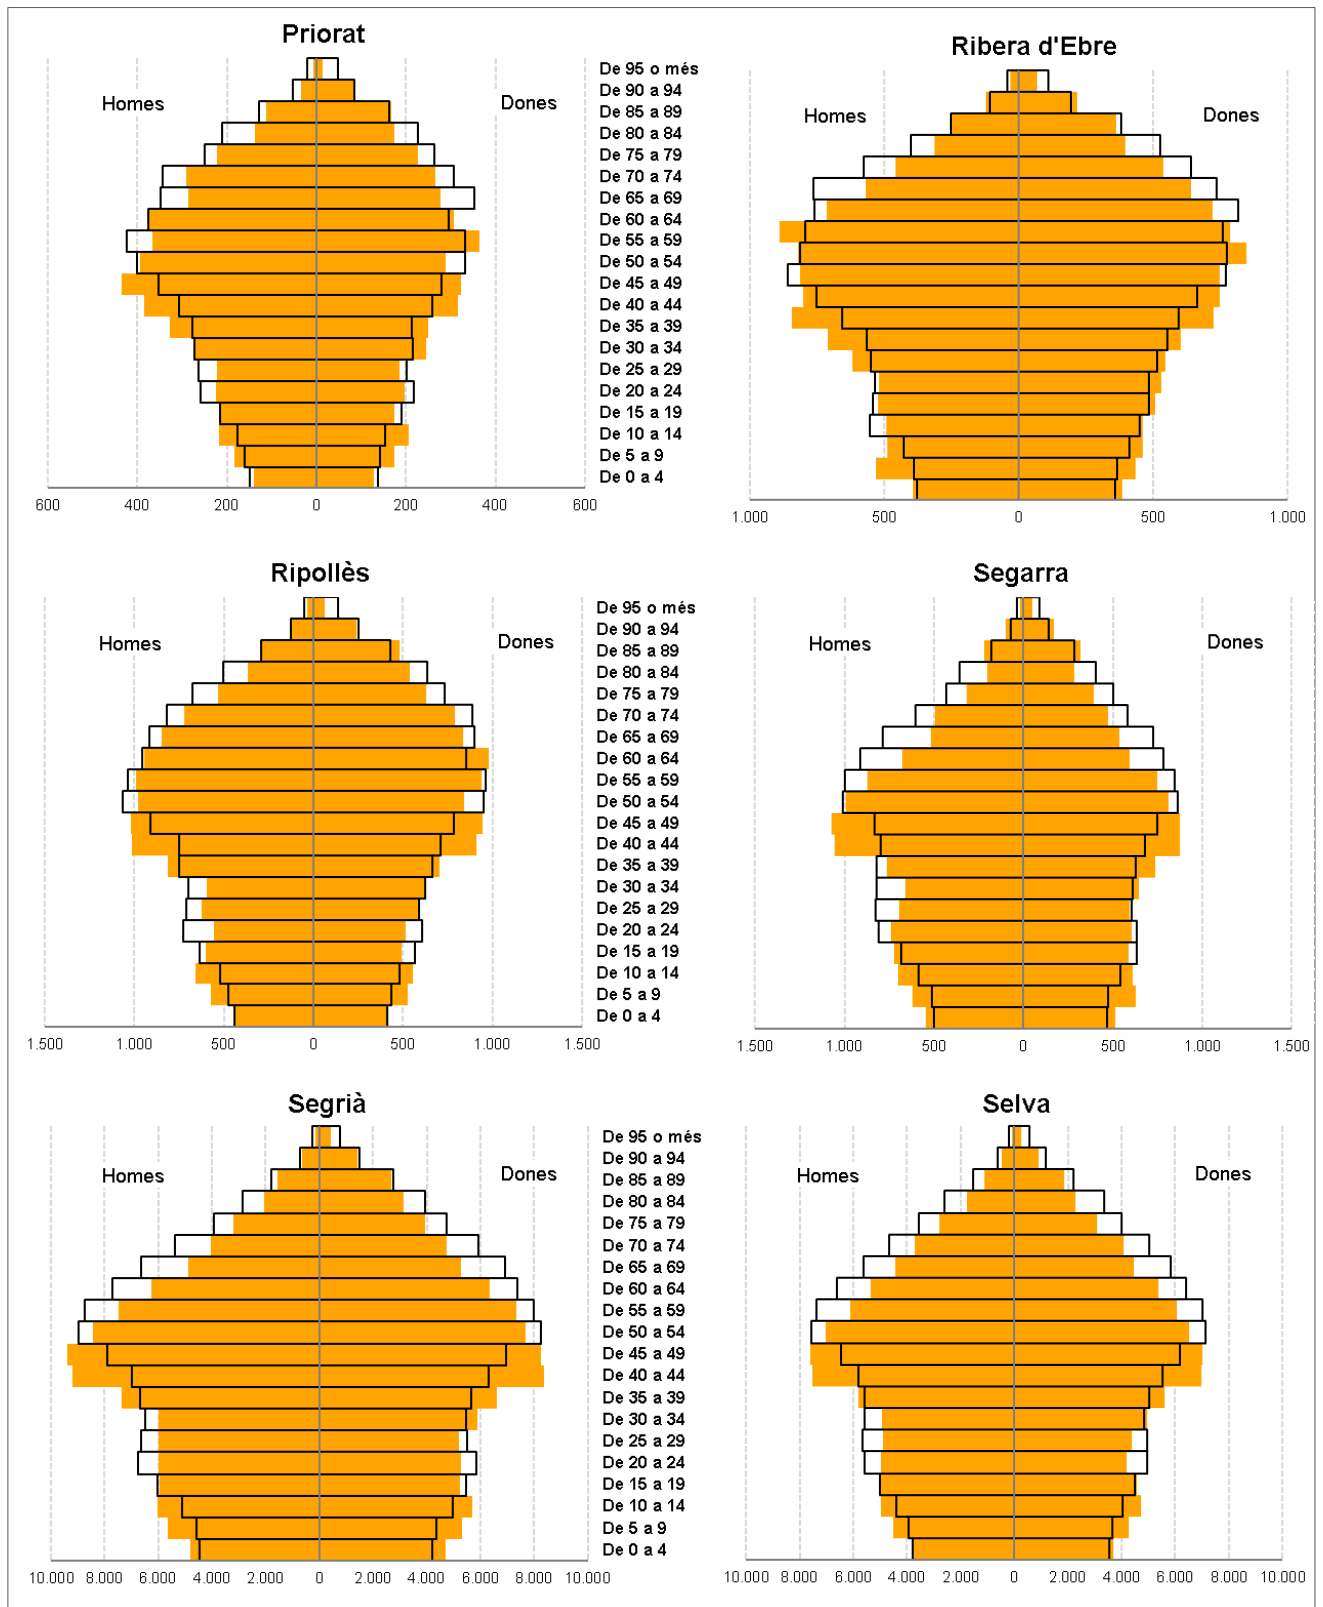 Priorat
Ribera d'Ebre
Homes
Dones
De 95 o més
De 90 a 94
De 85 a 89
De 80 a 84
De 75 a 79
De 70 a 74
De 65 a 69
De 60 a 64
De 55 a 59
De 50 a 54
De 45 a 49
De 40 a 44
De 35 a 39
De 30 a 34
De 25 a 29
De 20 a 24
De 15 a 19
De 10 a 14
De 5 a 9
De 0 a 4
Homes
Dones
600 400 200 0 200 400 600
1.000 500 0 500 1.000
Ripollès
Segarra
Homes
Dones
De 95 o més
De 90 a 94
De 85 a 89
De 80 a 84
De 75 a 79
De 70 a 74
De 65 a 69
De 60 a 64
De 55 a 59
De 50 a 54
De 45 a 49
De 40 a 44
De 35 a 39
De 30 a 34
De 25 a 29
De 20 a 24
De 15 a 19
De 10 a 14
De 5 a 9
De 0 a 4
Homes
Dones
1.500 1.000 500 0 500 1.000 1.500
1.500 1.000 500 0 500 1.000 1.500
Segrià
Selva
Homes
Dones
De 95 o més
De 90 a 94
De 85 a 89
De 80 a 84
De 75 a 79
De 70 a 74
De 65 a 69
De 60 a 64
De 55 a 59
De 50 a 54
De 45 a 49
De 40 a 44
De 35 a 39
De 30 a 34
De 25 a 29
De 20 a 24
De 15 a 19
De 10 a 14
De 5 a 9
De 0 a 4
Homes
Dones
10.000 8.000 6.000 4.000 2.000 0 2.000 4.000 6.000 8.000 10.000
10.000 8.000 6.000 4.000 2.000 0 2.000 4.000 6.000 8.000 10.000